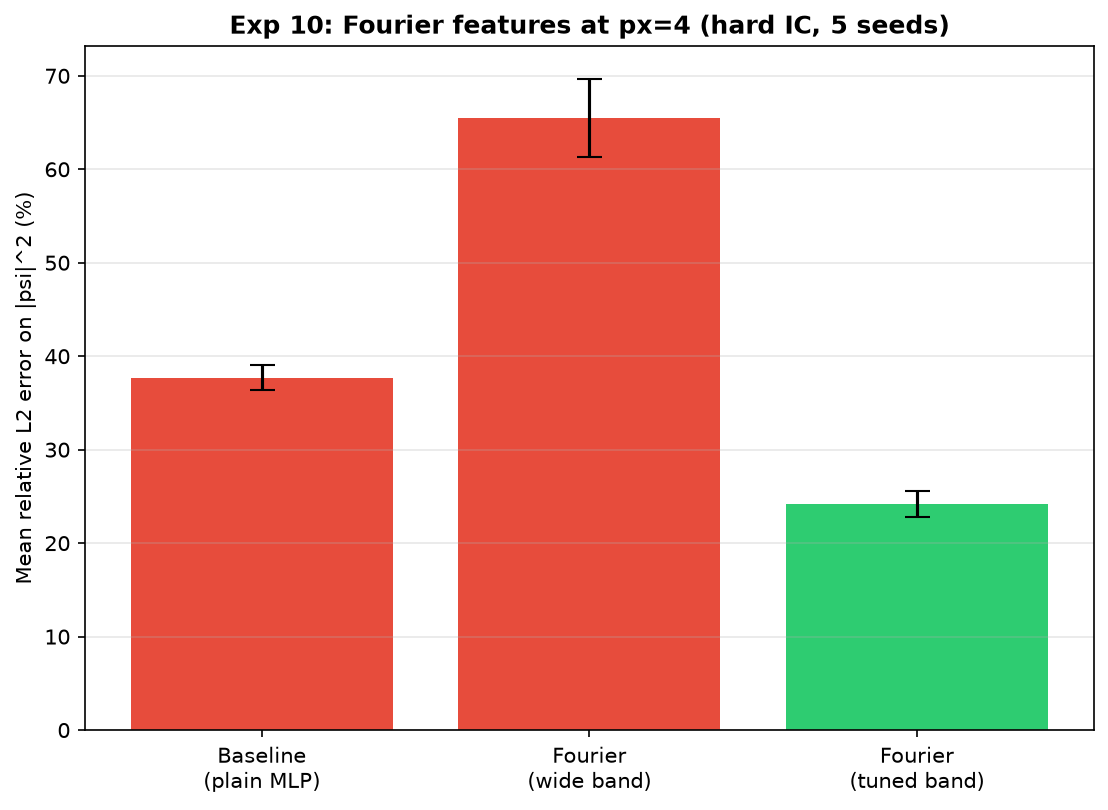 Exp 10: Fourier features at px=4 (hard IC, 5 seeds)
Mean relative L2 error on |psi|^2 (%)
70
60
50
40
30
20
10
0
Baseline
(plain MLP)
Fourier
(wide band)
Fourier
(tuned band)